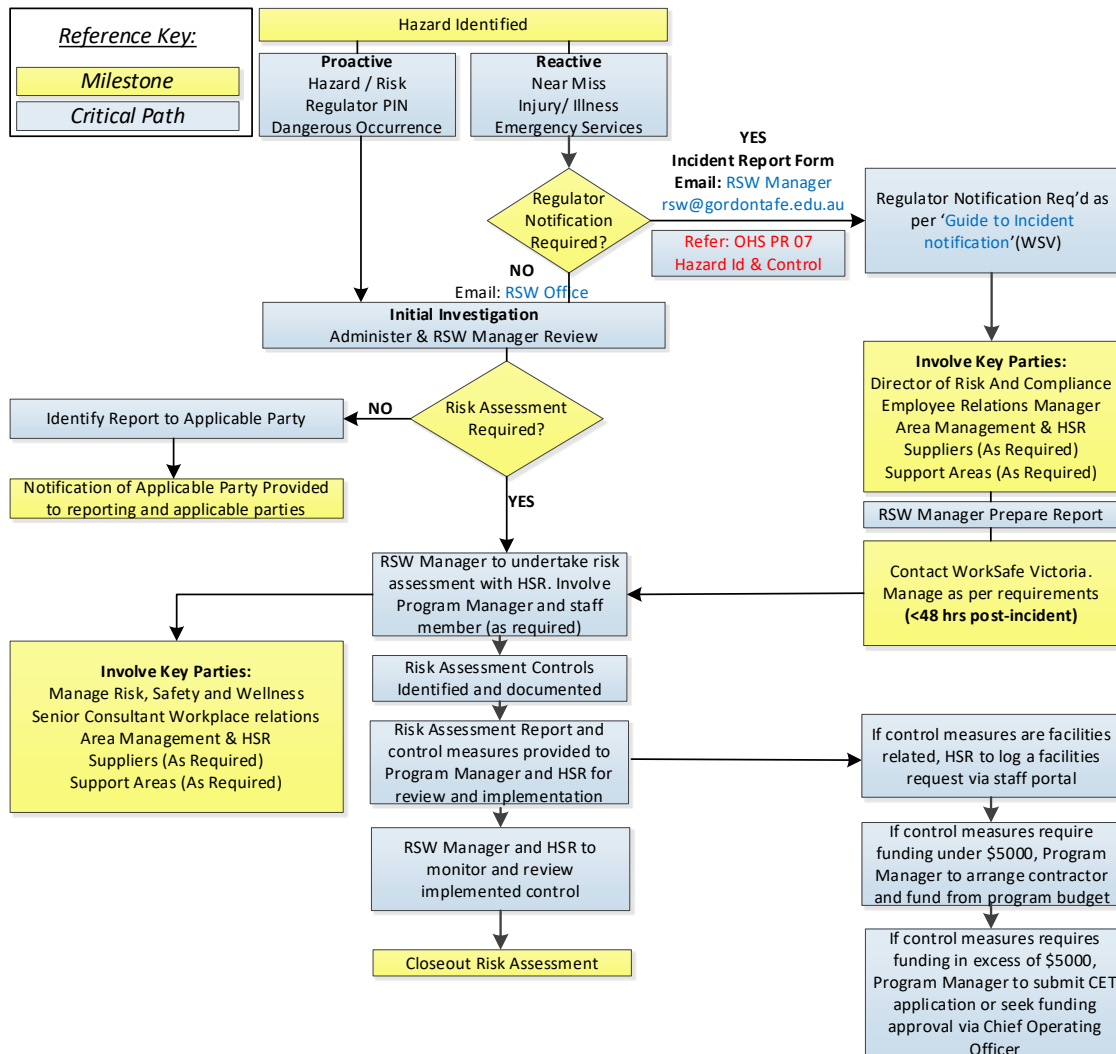 Reference Key:
Milestone
Critical Path
Hazard Identified
Proactive
Hazard / Risk
Regulator PIN
Dangerous Occurrence
Reactive
Near Miss
Injury/ Illness
Emergency Services
Regulator
Notification
Required?
YES
Incident Report Form
Email: RSW Manager
rsw@gordontafe.edu.au
Refer: OHS PR 07
Hazard Id & Control
Regulator Notification Req'd as
per ‘Guide to Incident
notification’(WSV)
NO
Email: RSW Office
Initial Investigation
Administer & RSW Manager Review
Risk Assessment
Required?
NO
Identify Report to Applicable Party
Notification of Applicable Party Provided
to reporting and applicable parties
YES
Involve Key Parties:
Director of Risk And Compliance
Employee Relations Manager
Area Management & HSR
Suppliers (As Required)
Support Areas (As Required)
RSW Manager Prepare Report
Contact WorkSafe Victoria.
Manage as per requirements
(<48 hrs post-incident)
RSW Manager to undertake risk
assessment with HSR. Involve
Program Manager and staff
member (as required)
Involve Key Parties:
Manage Risk, Safety and Wellness
Senior Consultant Workplace relations
Area Management & HSR
Suppliers (As Required)
Support Areas (As Required)
Risk Assessment Controls
Identified and documented
Risk Assessment Report and
control measures provided to
Program Manager and HSR for
review and implementation
If control measures are facilities
related, HSR to log a facilities
request via staff portal
RSW Manager and HSR to
monitor and review
implemented control
If control measures require
funding under $5000, Program
Manager to arrange contractor
and fund from program budget
Closeout Risk Assessment
If control measures requires
funding in excess of $5000,
Program Manager to submit CET
application or seek funding
approval via Chief Operating
Officer